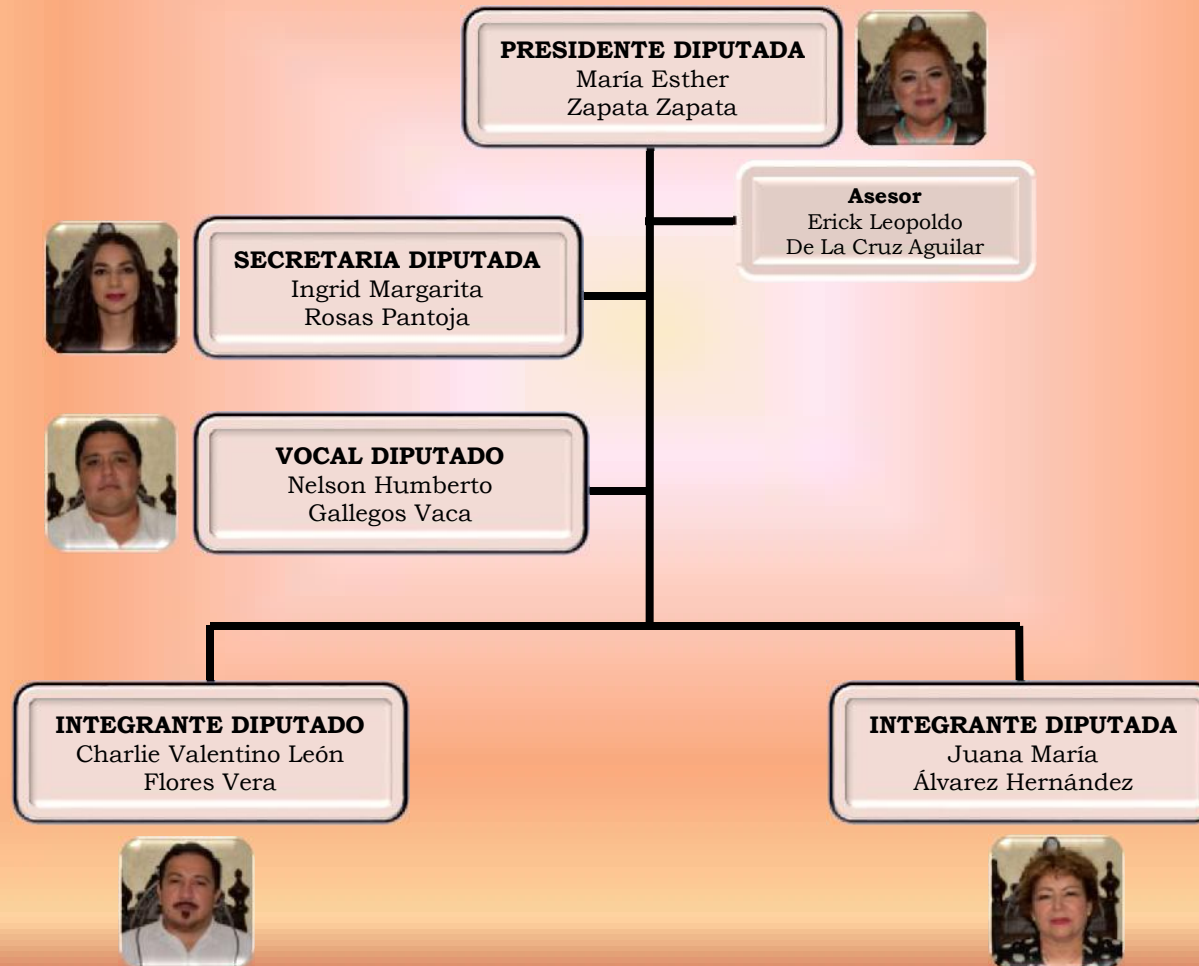 PRESIDENTE DIPUTADA
María Esther
Zapata Zapata
Asesor
Erick Leopoldo
De La Cruz Aguilar
SECRETARIA DIPUTADA
Ingrid Margarita
Rosas Pantoja
VOCAL DIPUTADO
Nelson Humberto
Gallegos Vaca
INTEGRANTE DIPUTADO
Charlie Valentino León
Flores Vera
INTEGRANTE DIPUTADA
Juana María
Álvarez Hernández